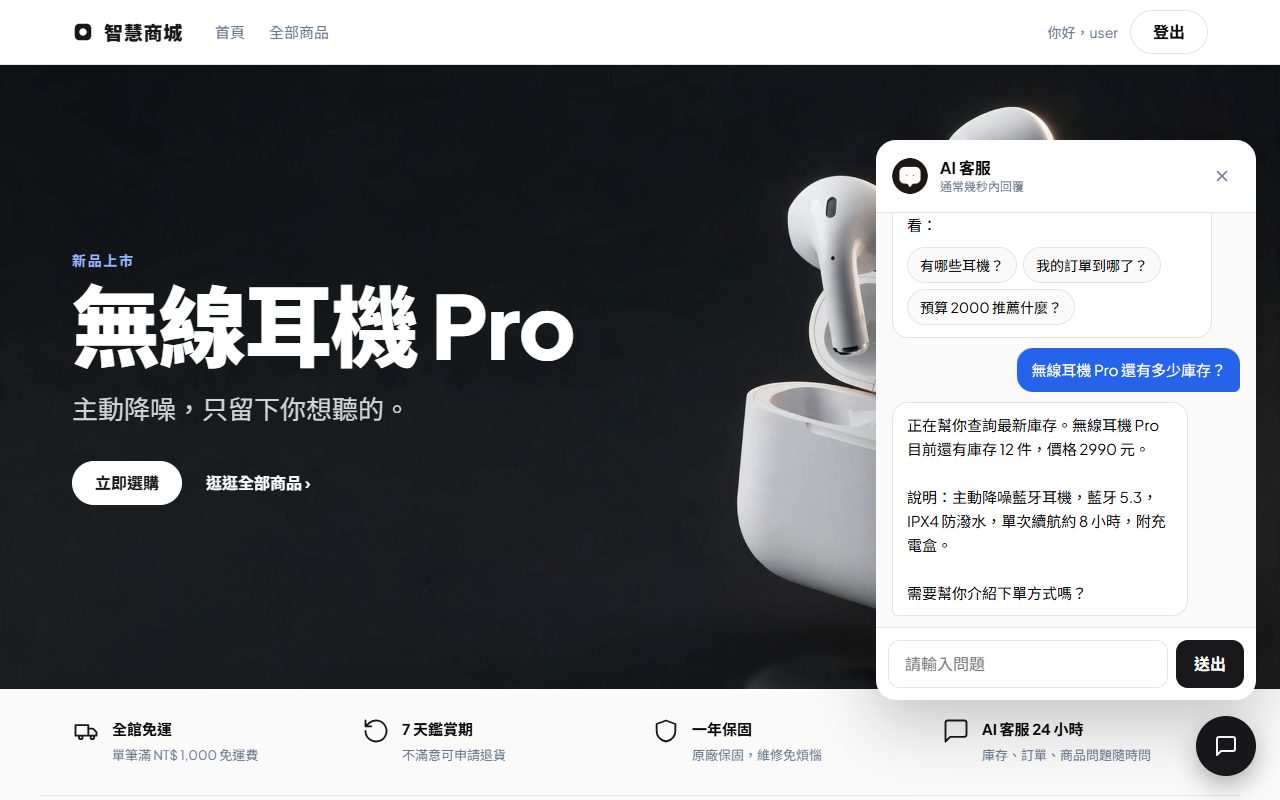 智慧商城
首頁
全部商品
你好，user
登出
新品上市
無線耳機 Pro
主動降噪，只留下你想聽的。
立即選購
逛逛全部商品 ›
AI 客服
通常幾秒內回覆
看：
有哪些耳機？
我的訂單到哪了？
預算 2000 推薦什麼？
無線耳機 Pro 還有多少庫存？
正在幫你查詢最新庫存。無線耳機 Pro
目前還有庫存 12 件，價格 2990 元。
說明：主動降噪藍牙耳機，藍牙 5.3，
IPX4 防潑水，單次續航約 8 小時，附充
電盒。
需要幫你介紹下單方式嗎？
請輸入問題
送出
全館免運
單筆滿 NT$ 1,000 免運費
7 天鑑賞期
不滿意可申請退貨
一年保固
原廠保固，維修免煩惱
AI 客服 24 小時
庫存、訂單、商品問題隨時問